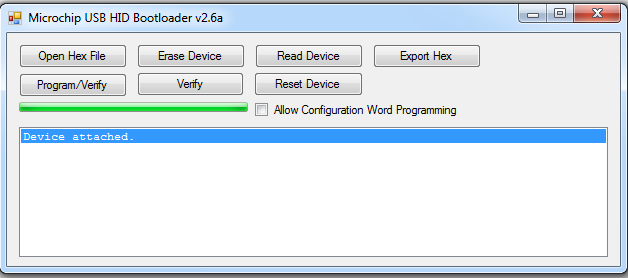 Microchip USB HID Bootloader v2.6a
Open Hex File Erase Device Read Device Export Hex
Program/Verify Verify Reset Device
Allow Configuration Word Programming
Device attached.